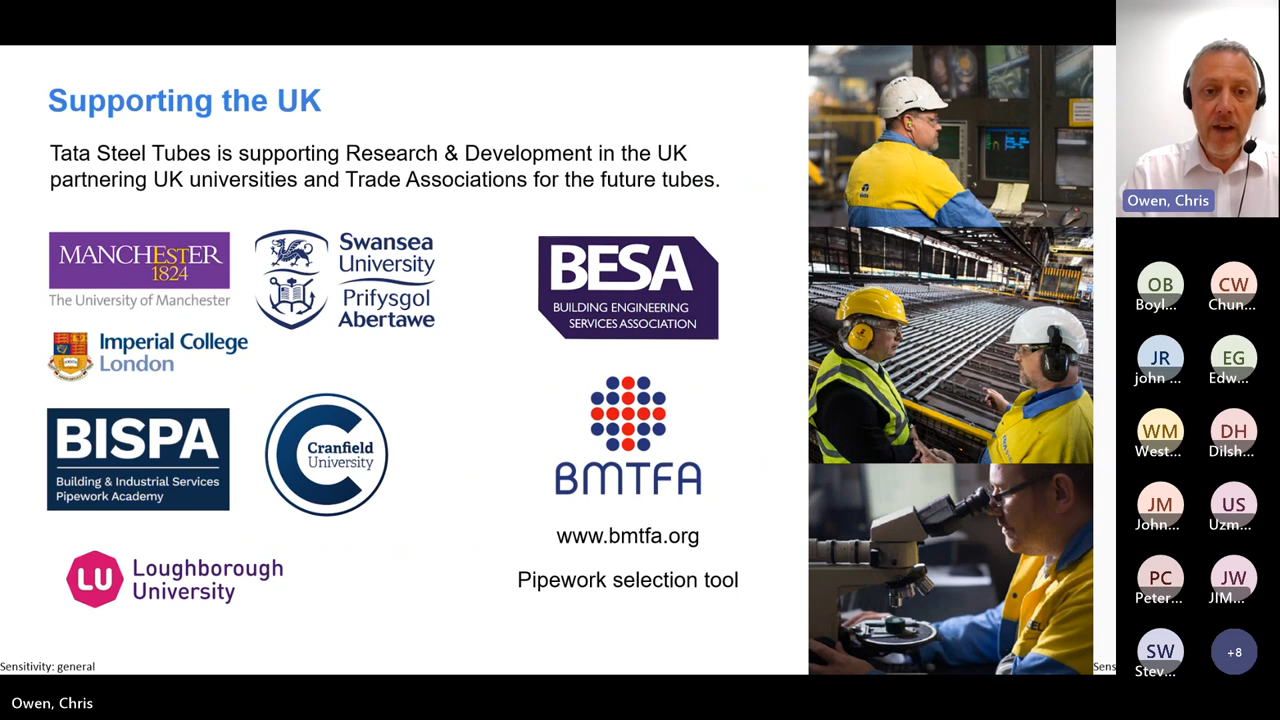 Supporting the UK
Tata Steel Tubes is supporting Research & Development in the UK
partnering UK universities and Trade Associations for the future tubes.
MANCHESTER
1824
The University of Manchester
Swansea
University
Prifysgol
Abertawe
Imperial College
London
BESA
BUILDING ENGINEERING
SERVICES ASSOCIATION
BISPA
Building & Industrial Services
Pipework Academy
Cranfield
University
BMTFA
www.bmtfa.org
Pipework selection tool
LU
Loughborough
University
Sensitivity: general
Sens
Owen, Chris
OB
Boyl...
CW
Chun...
JR
john ...
EG
Edw...
WM
West...
DH
Dilsh...
JM
John...
US
Uzm...
PC
Peter...
JW
JIM...
SW
Stev...
+8
Owen, Chris